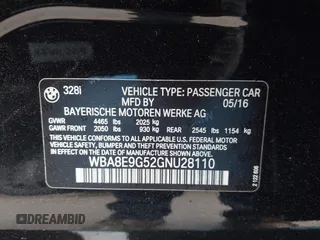 328i VEHICLE TYPE: PASSENGER CAR
05/16
BAYERISCHE MOTOREN WERKE AG
GVWR 4465 lbs 2025 kg
GAWR FRONT 2050 lbs 930 kg REAR 2545 lbs 1154 kg
THIS VEHICLE CONFORMS TO ALL APPLICABLE U.S. FEDERAL
MOTOR VEHICLE SAFETY, BUMPER, AND THEFT PREVENTION
STANDARDS IN EFFECT ON THE DATE OF MANUFACTURE SHOWN ABOVE.
WBA8E9G52GNU28110
DREAMBID